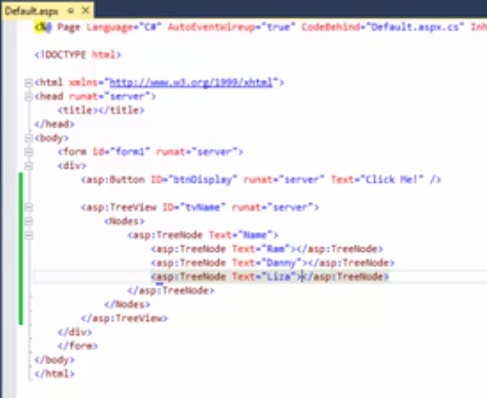 Default.aspx
<%@ Page Language="C#" AutoEventWireup="true" CodeBehind="Default.aspx.cs" Inh
<!DOCTYPE html>
<html xmlns="http://www.w3.org/1999/xhtml">
<head runat="server">
<title></title>
</head>
<body>
<form id="form1" runat="server">
<div>
<asp:Button ID="btnDisplay" runat="server" Text="Click Me!" />
<asp:TreeView ID="tvName" runat="server">
<Nodes>
<asp:TreeNode Text="Name">
<asp:TreeNode Text="Ram"></asp:TreeNode>
<asp:TreeNode Text="Danny"></asp:TreeNode>
<asp:TreeNode Text="Liza"></asp:TreeNode>
</asp:TreeNode>
</Nodes>
</asp:TreeView>
</div>
</form>
</body>
</html>